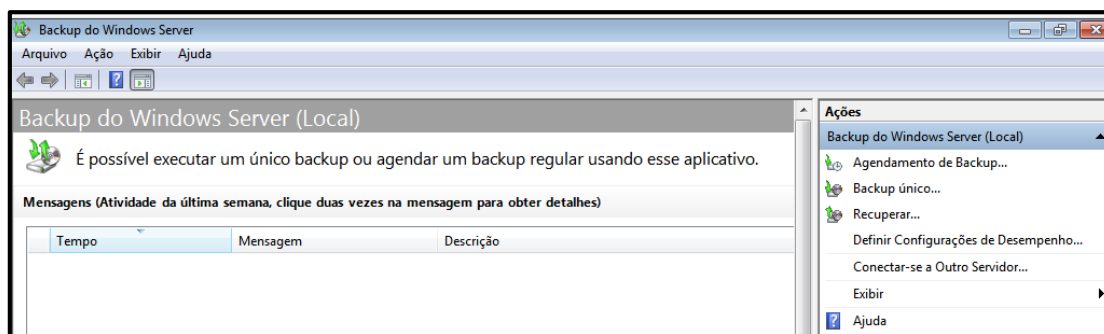 Backup do Windows Server
Arquivo Ação Exibir Ajuda
Backup do Windows Server (Local)
É possível executar um único backup ou agendar um backup regular usando esse aplicativo.
Mensagens (Atividade da última semana, clique duas vezes na mensagem para obter detalhes)
Tempo Mensagem Descrição
Ações
Backup do Windows Server (Local)
Agendamento de Backup...
Backup único...
Recuperar...
Definir Configurações de Desempenho...
Conectar-se a Outro Servidor...
Exibir
Ajuda